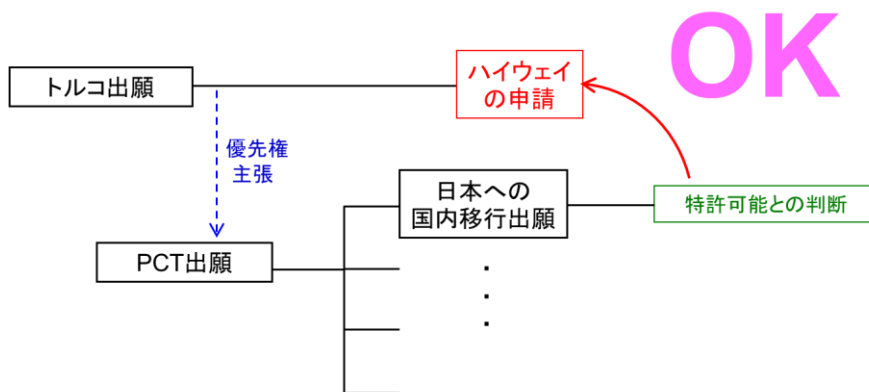 OK
トルコ出願
ハイウェイ
の申請
優先権
主張
日本への
国内移行出願
特許可能との判断
PCT出願